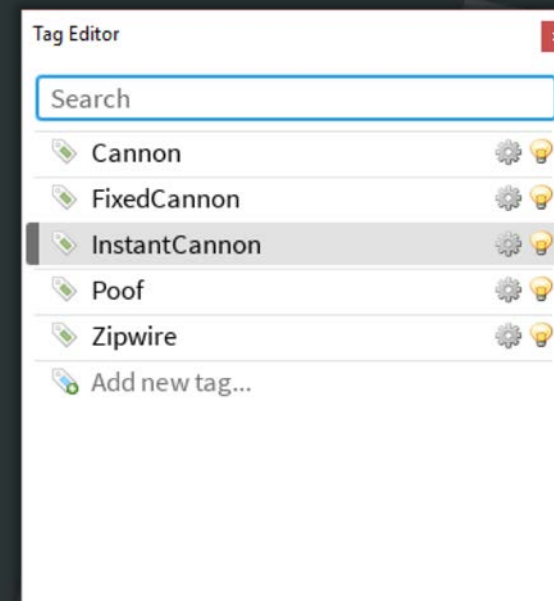 Tag Editor
Search
Cannon
FixedCannon
InstantCannon
Poof
Zipwire
Add new tag...